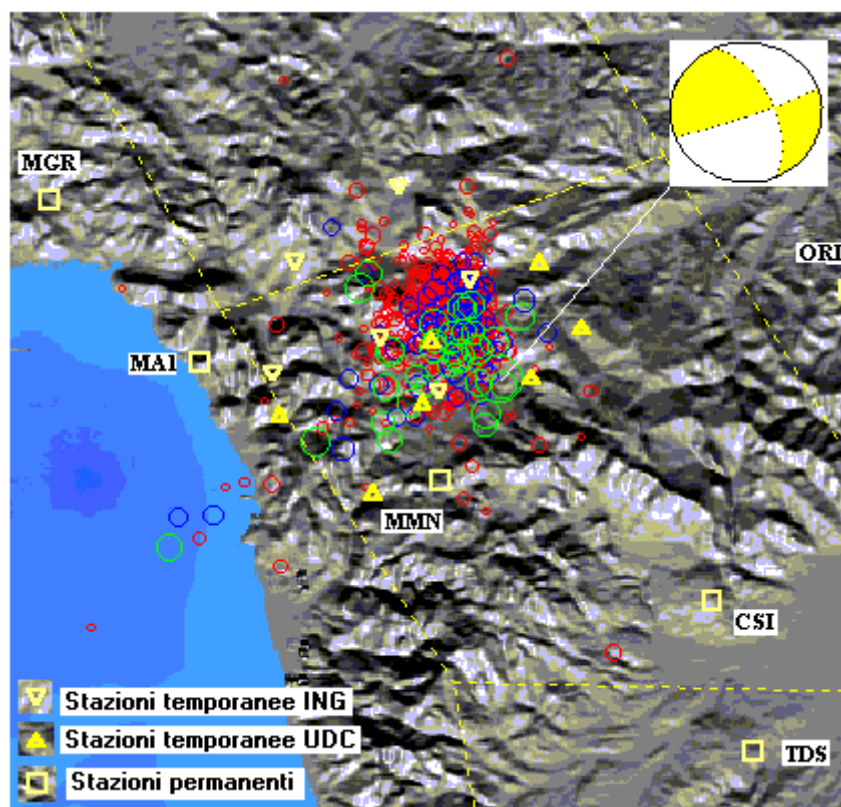 MGR
ORI
MA1
MMN
CSI
Stazioni temporanee ING
Stazioni temporanee UDC
Stazioni permanenti
TDS